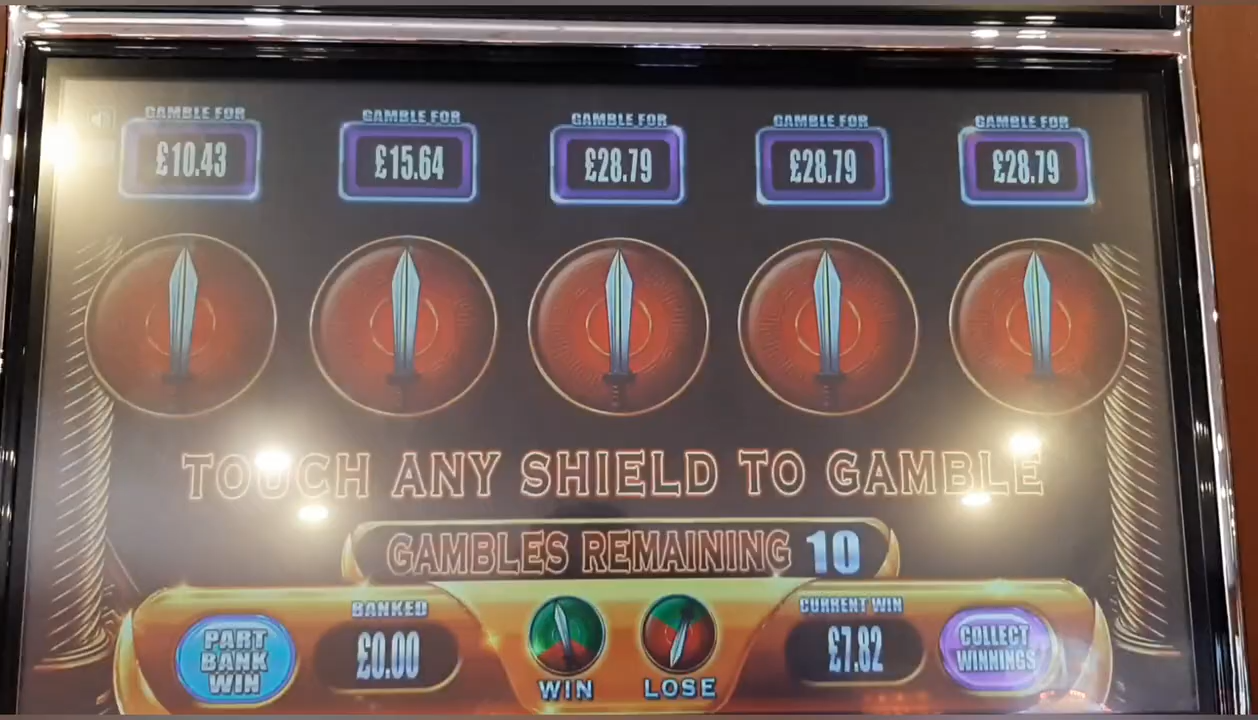 GAMBLE FOR GAMBLE FOR GAMBLE FOR GAMBLE FOR GAMBLE FOR
£10.43 £15.64 £28.79 £28.79 £28.79
TOUCH ANY SHIELD TO GAMBLE
GAMBLES REMAINING 10
PART
BANK
WIN
BANKED
£0.00
WIN
LOSE
CURRENT WIN
£7.82
COLLECT
WINNINGS